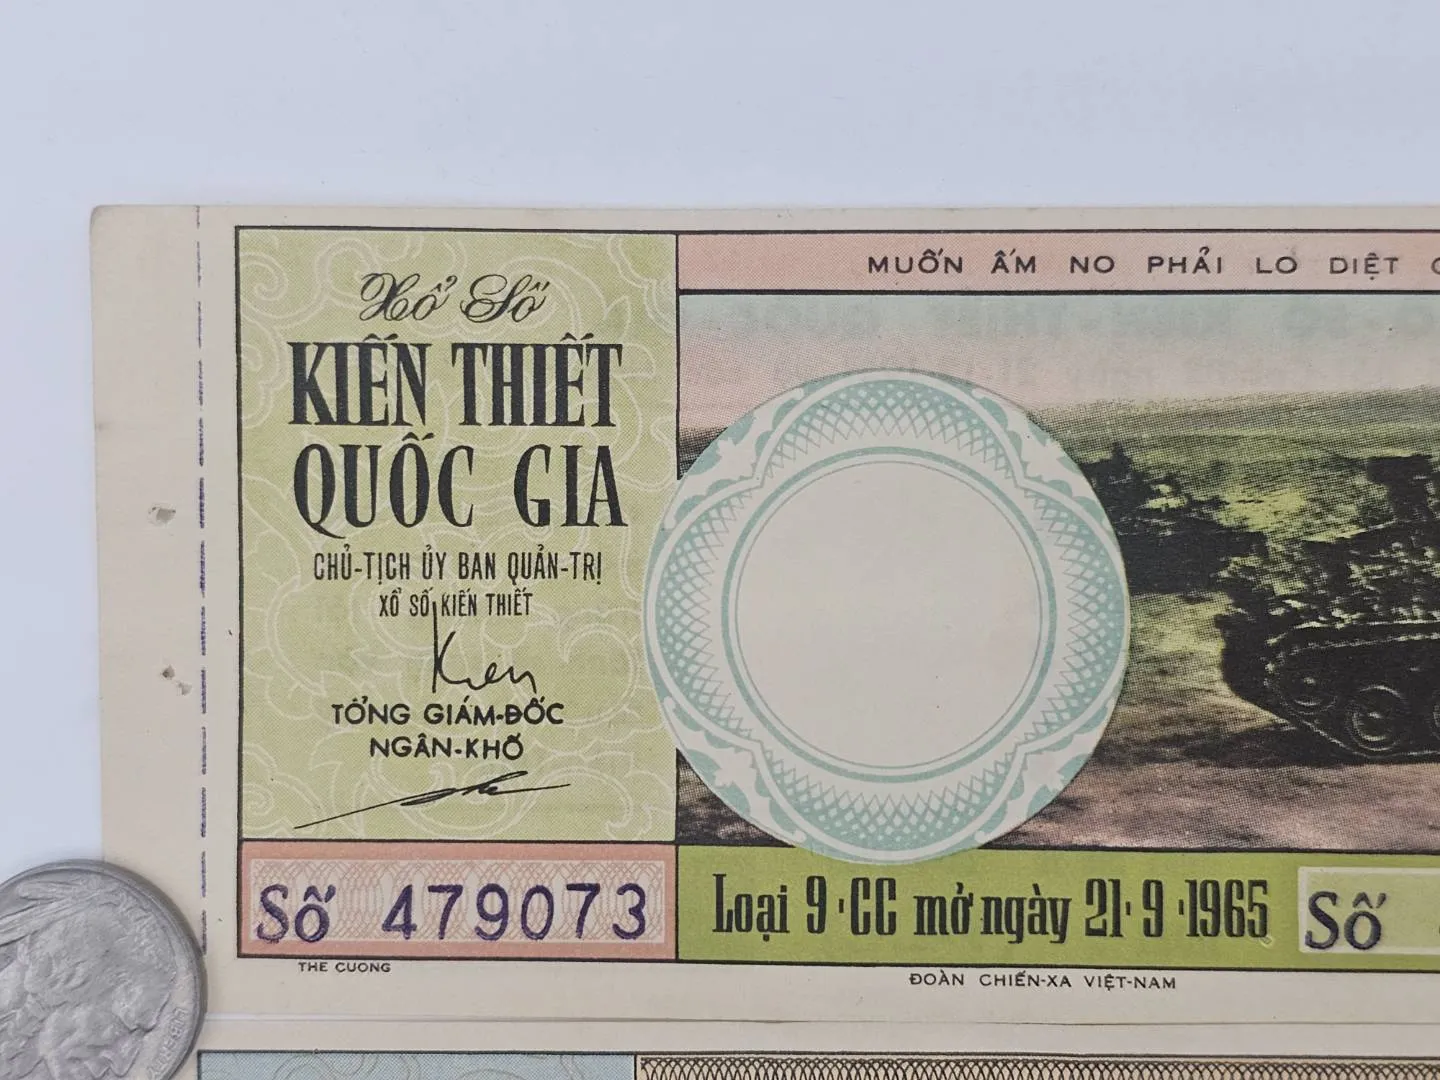 Xổ Số
KIẾN THIẾT
QUỐC GIA
CHỦ-TỊCH ỦY BAN QUẢN-TRỊ
XỔ SỐ KIẾN THIẾT
TỔNG GIÁM-ĐỐC
NGÂN-KHỐ
Số 479073
THE CUONG
MUỐN ẤM NO PHẢI LO DIỆT
Loại 9·CC mở ngày 21·9·1965
Số
ĐOÀN CHIẾN-XA VIỆT-NAM
LIBERTY